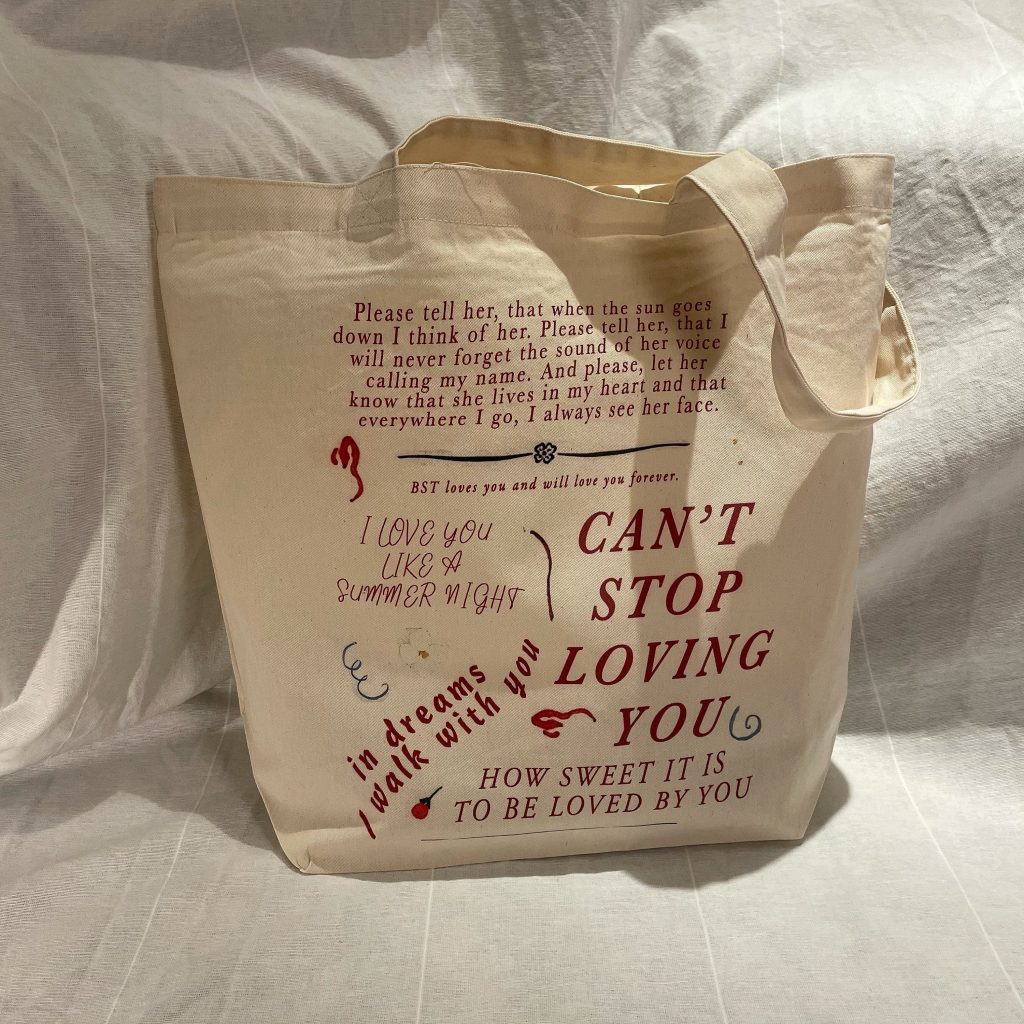 Please tell her, that when the sun goes
down I think of her. Please tell her, that I
will never forget the sound of her voice
calling my name. And please, let her
know that she lives in my heart and that
everywhere I go, I always see her face.
BST loves you and will love you forever.
I LOVE YOU
LIKE A
SUMMER NIGHT
CAN'T
STOP
LOVING
YOU
in dreams
I walk with you
HOW SWEET IT IS
TO BE LOVED BY YOU